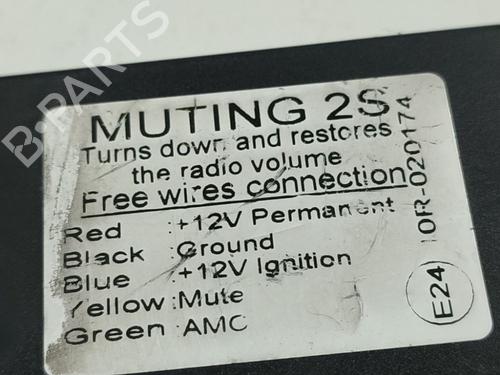 B-PARTS
MUTING 2S
Turns down and restores
the radio volume
Free wires connection
Red :+12V Permanent
Black :Ground
Blue :+12V Ignition
Yellow :Mute
Green :AMC
E24 10R-020174